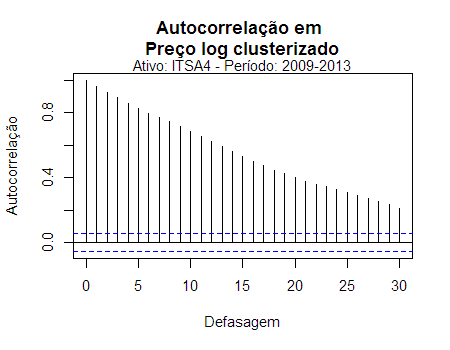 Autocorrelação em
Preço log clusterizado
Ativo: ITSA4 - Período: 2009-2013
Autocorrelação
0.8
0.4
0.0
0 5 10 15 20 25 30
Defasagem